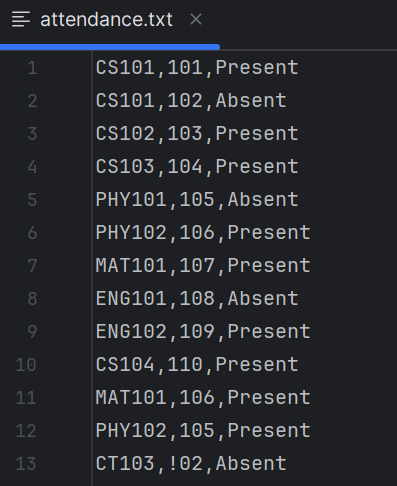 attendance.txt
1 CS101,101,Present
2 CS101,102,Absent
3 CS102,103,Present
4 CS103,104,Present
5 PHY101,105,Absent
6 PHY102,106,Present
7 MAT101,107,Present
8 ENG101,108,Absent
9 ENG102,109,Present
10 CS104,110,Present
11 MAT101,106,Present
12 PHY102,105,Present
13 CT103,!02,Absent